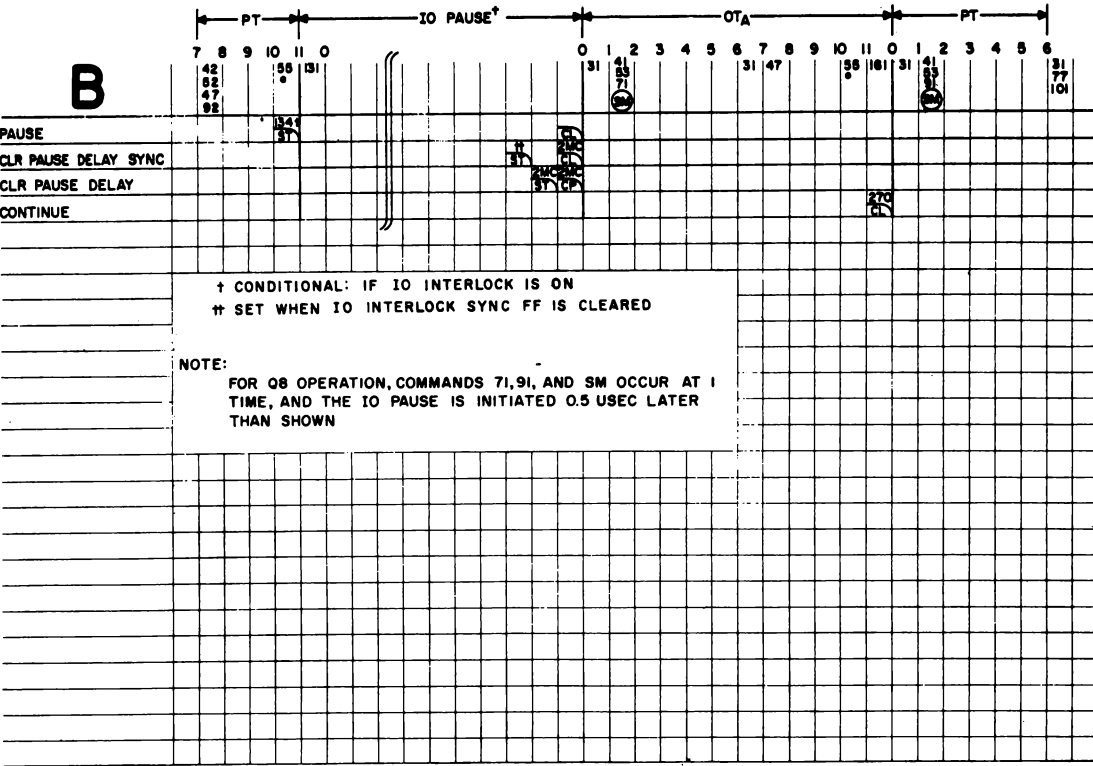 PT IO PAUSE† OTA PT
7 8 9 10 11 0 0 1 2 3 4 5 6 7 8 9 10 11 0 1 2 3 4 5 6
42 55 131 31 41 31 47 55 161 31 41 31
52 * 53 * 53 77
47 71 91 101
92 SM SM
B
PAUSE 134† ST CL
CLR PAUSE DELAY SYNC †† ST 2MC CL
CLR PAUSE DELAY 2MC ST 2MC CP
CONTINUE 270 CL
† CONDITIONAL: IF IO INTERLOCK IS ON
†† SET WHEN IO INTERLOCK SYNC FF IS CLEARED
NOTE:
FOR Q8 OPERATION, COMMANDS 71, 91, AND SM OCCUR AT 1
TIME, AND THE IO PAUSE IS INITIATED 0.5 USEC LATER
THAN SHOWN